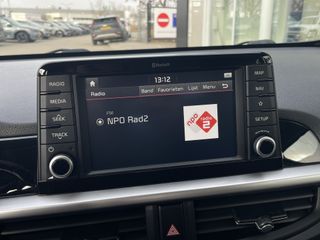 Bluetooth
RADIO
MEDIA
SEEK
TRACK
13:12
Radio
Band Favorieten Lijst Menu
FM
NPO Rad2
npo
radio
2
MAP
NAV
SETUP